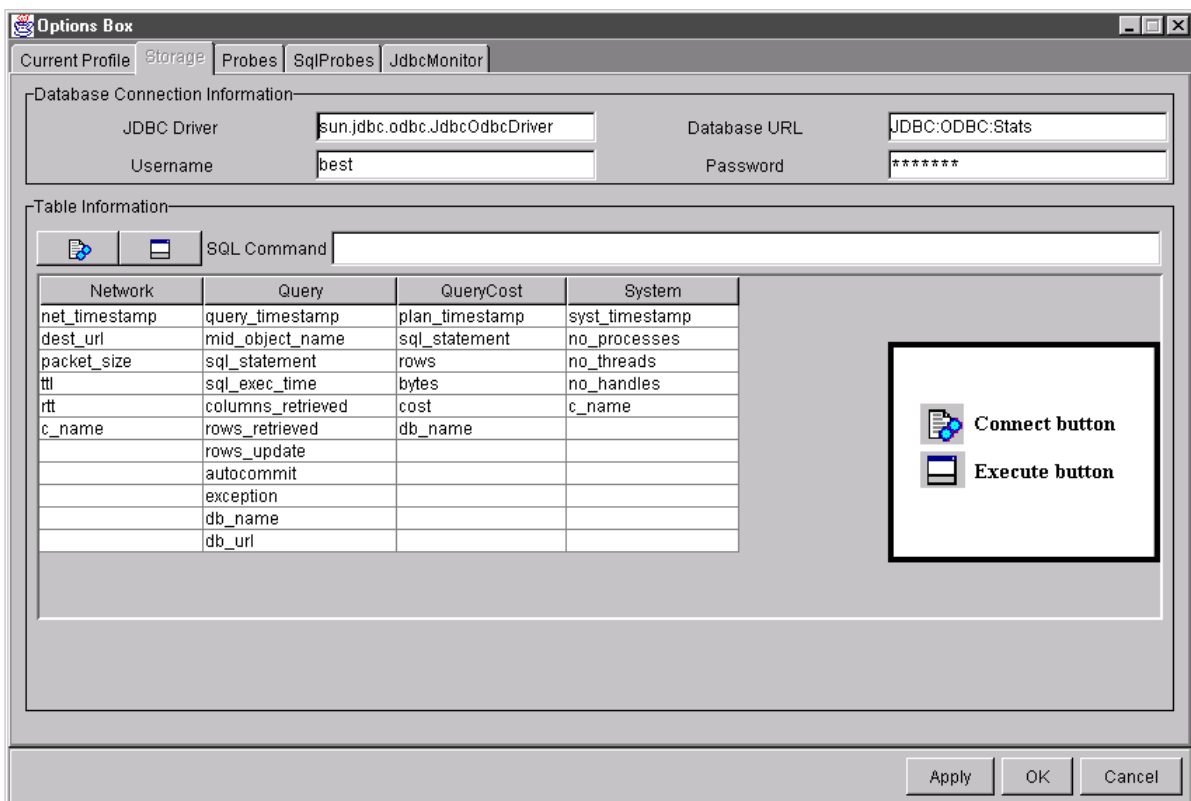 Options Box
Current Profile Storage Probes SqlProbes JdbcMonitor
Database Connection Information
JDBC Driver sun.jdbc.odbc.JdbcOdbcDriver Database URL JDBC:ODBC:Stats
Username best Password *******
Table Information
SQL Command
Network Query QueryCost System
net_timestamp query_timestamp plan_timestamp syst_timestamp
dest_url mid_object_name sql_statement no_processes
packet_size sql_statement rows no_threads
ttl sql_exec_time bytes no_handles
rtt columns_retrieved cost c_name
c_name rows_retrieved db_name
rows_update
autocommit
exception
db_name
db_url
Connect button
Execute button
Apply OK Cancel